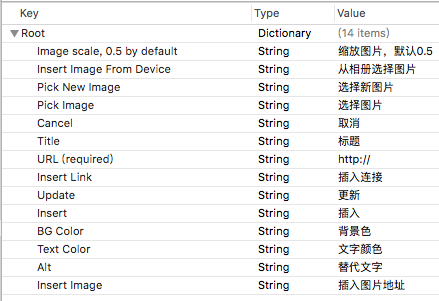 Key Type Value
Root Dictionary (14 items)
Image scale, 0.5 by default String 缩放图片，默认0.5
Insert Image From Device String 从相册选择图片
Pick New Image String 选择新图片
Pick Image String 选择图片
Cancel String 取消
Title String 标题
URL (required) String http://
Insert Link String 插入连接
Update String 更新
Insert String 插入
BG Color String 背景色
Text Color String 文字颜色
Alt String 替代文字
Insert Image String 插入图片地址